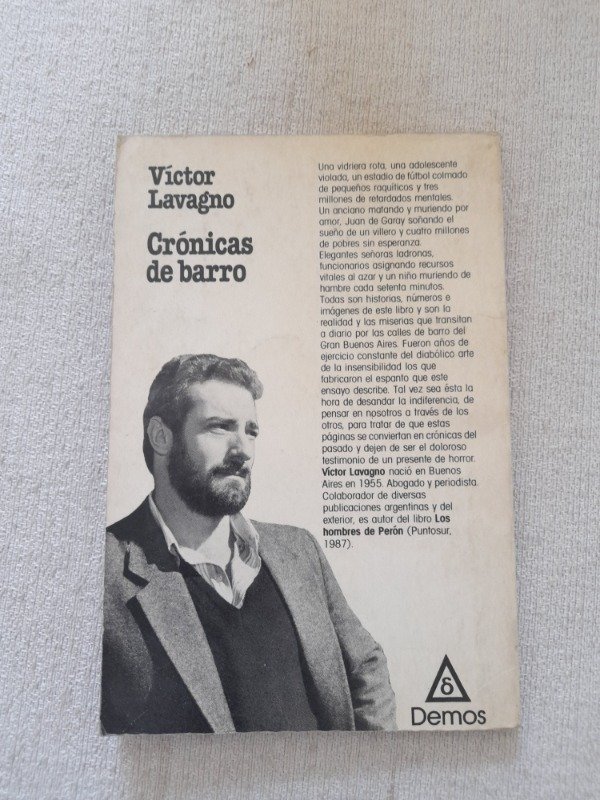 Víctor
Lavagno
Crónicas
de barro
Una vidriera rota, una adolescente
violada, un estadio de fútbol colmado
de pequeños raquíticos y tres
millones de retardados mentales.
Un anciano matando y muriendo por
amor, Juan de Garay soñando el
sueño de un villero y cuatro millones
de pobres sin esperanza.
Elegantes señoras ladronas,
funcionarios asignando recursos
vitales al azar y un niño muriendo de
hambre cada setenta minutos.
Todas son historias, números e
imágenes de este libro y son la
realidad y las miserias que transitan
a diario por las calles de barro del
Gran Buenos Aires. Fueron años de
ejercicio constante del diabólico arte
de la insensibilidad los que
fabricaron el espanto que este
ensayo describe. Tal vez sea ésta la
hora de desandar la indiferencia, de
pensar en nosotros a través de los
otros, para tratar de que estas
páginas se conviertan en crónicas del
pasado y dejen de ser el doloroso
testimonio de un presente de horror.
Víctor Lavagno nació en Buenos
Aires en 1955. Abogado y periodista.
Colaborador de diversas
publicaciones argentinas y del
exterior, es autor del libro Los
hombres de Perón (Puntosur,
1987).
δ
Demos